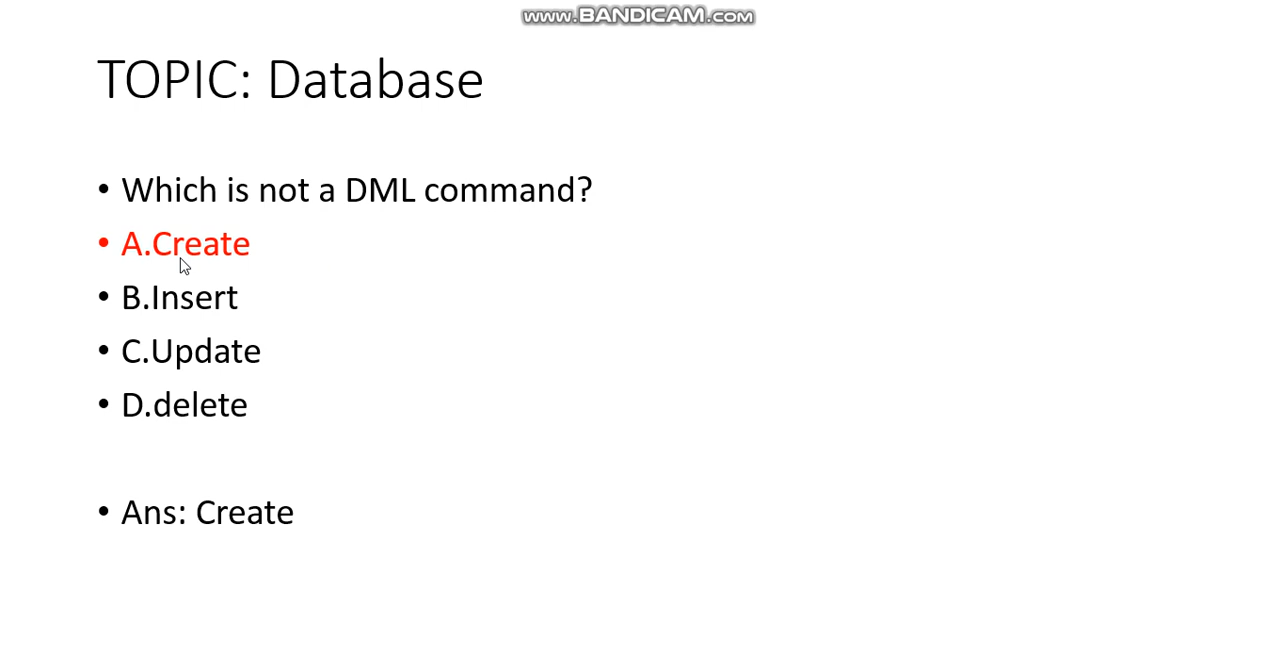 www.BANDICAM.com
TOPIC: Database
• Which is not a DML command?
• A.Create
• B.Insert
• C.Update
• D.delete
• Ans: Create